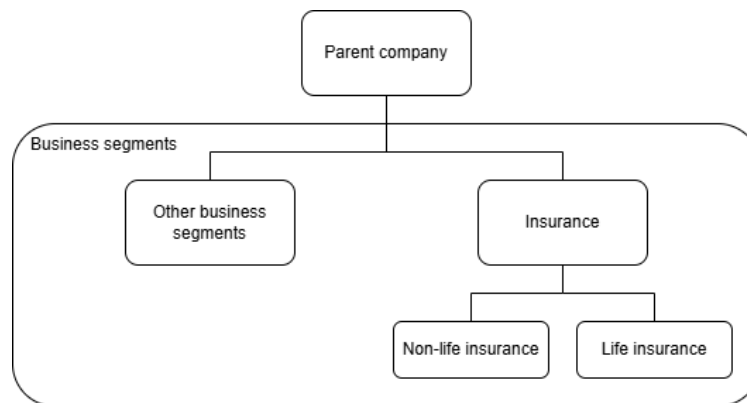 Parent company
Business segments
Other business
segments
Insurance
Non-life insurance
Life insurance